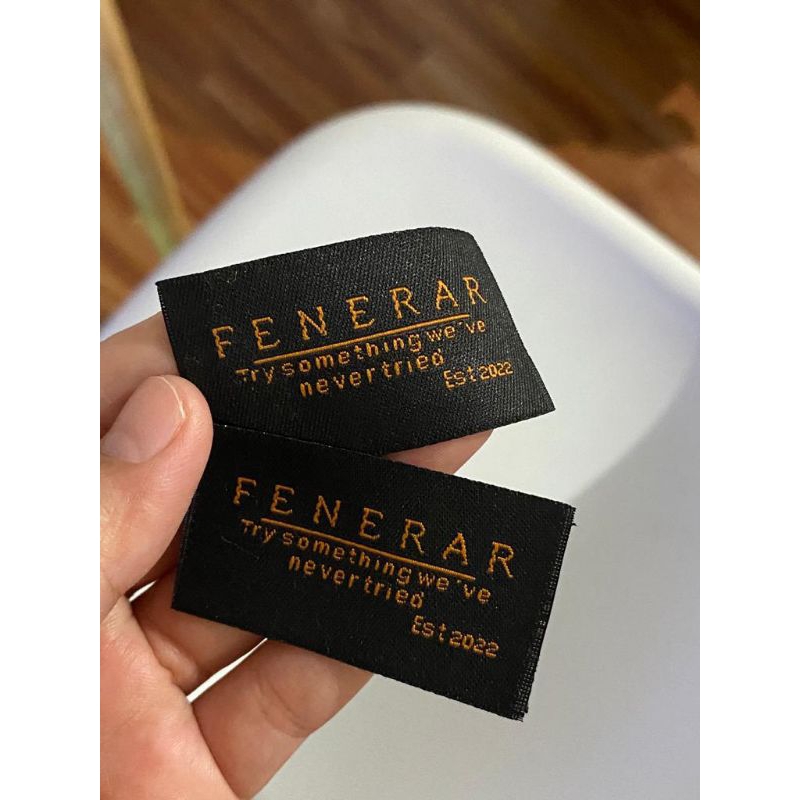 FENERAR
Try something we've
never tried
Est 2022
FENERAR
Try something we've
never tried
Est 2022